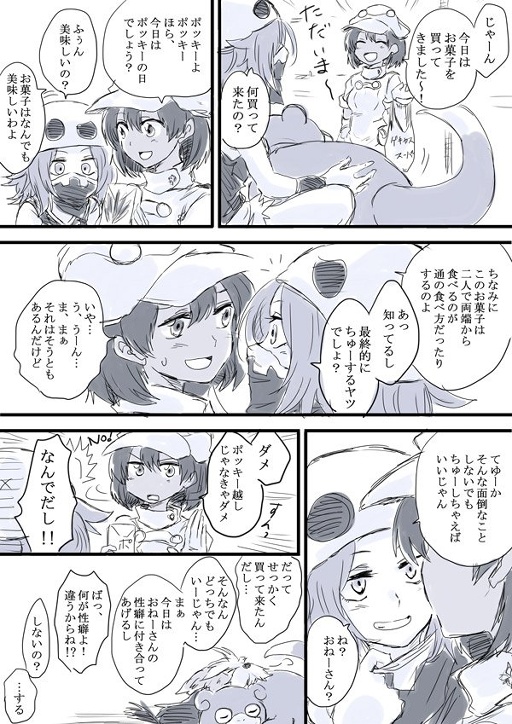 じゃーん
今日は
お菓子を
買って
きました〜!
ただいま〜
何買って
来たの?
ゲキヤス
スーパー
ポッキーよ
ポッキー
ほら、
今日は
ポッキーの日
でしょう?
ふぅん
美味しいの?
お菓子はなんでも
美味しいわよ
ちなみに
このお菓子は
二人で両端から
食べるのが
通の食べ方だったり
するのよ
あっ
知ってるし
最終的に
ちゅーするヤツ
でしょ?
いや…
う、うーん…
ま、まぁ
それはそうとも
あるんだけど
てゆーか
そんな面倒なこと
しないでも
ちゅーしちゃえば
いいじゃん
ね?
おねーさん?
ダメ
ポッキー越し
じゃなきゃダメ
ずんっ
なんでだし!!
ポ
だって
せっかく
買って来たん
だし…
そんなん
どっちでも
いーじゃん…
まぁ
今日は
おねーさんの
性癖に付き合って
あげるし
ばっ、
何が性癖よ!
違うからね!?
しないの?
…する